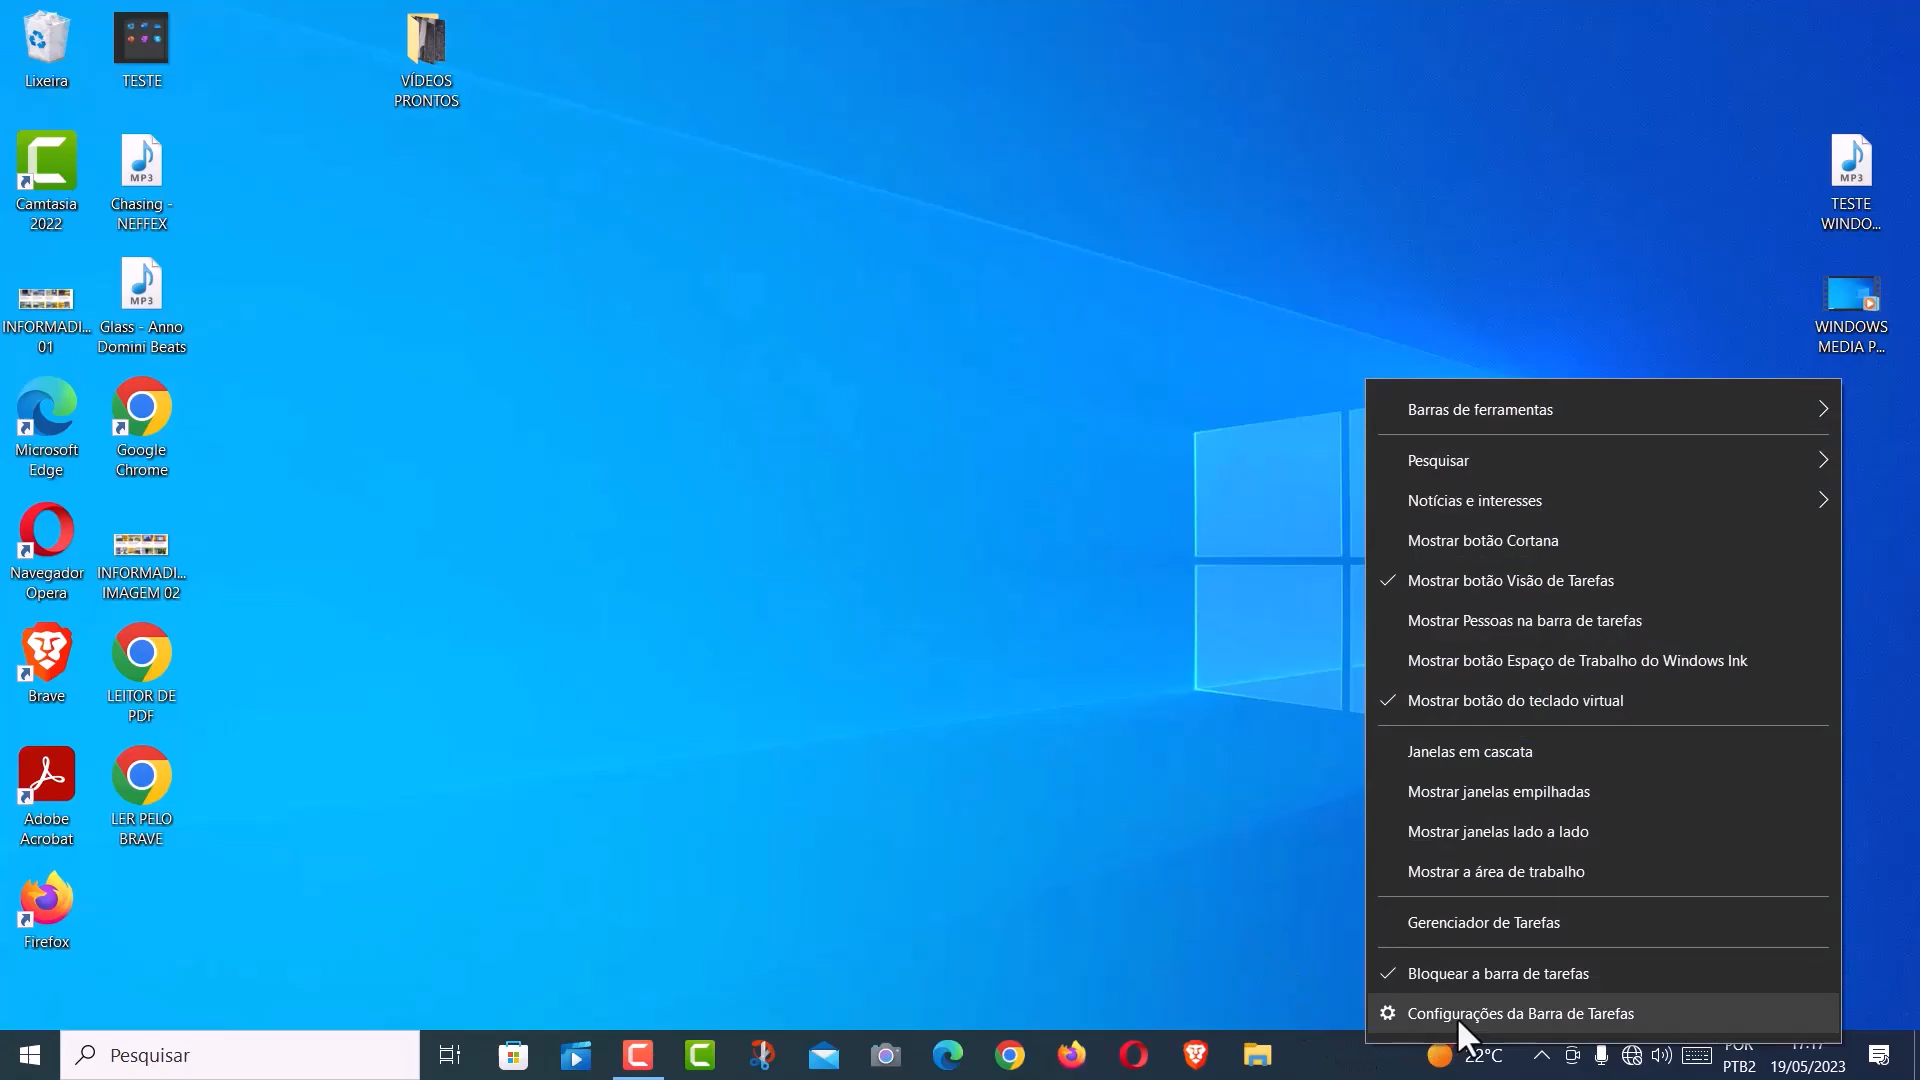 Lixeira
TESTE
VÍDEOS
PRONTOS
Camtasia
2022
MP3
Chasing -
NEFFEX
MP3
TESTE
WINDO...
INFORMADI...
01
MP3
Glass - Anno
Domini Beats
WINDOWS
MEDIA P...
Microsoft
Edge
Google
Chrome
Navegador
Opera
INFORMADI...
IMAGEM 02
Brave
LEITOR DE
PDF
Adobe
Acrobat
LER PELO
BRAVE
Firefox
Barras de ferramentas
Pesquisar
Notícias e interesses
Mostrar botão Cortana
Mostrar botão Visão de Tarefas
Mostrar Pessoas na barra de tarefas
Mostrar botão Espaço de Trabalho do Windows Ink
Mostrar botão do teclado virtual
Janelas em cascata
Mostrar janelas empilhadas
Mostrar janelas lado a lado
Mostrar a área de trabalho
Gerenciador de Tarefas
Bloquear a barra de tarefas
Configurações da Barra de Tarefas
Pesquisar
22°C
POR
PTB2
19/05/2023